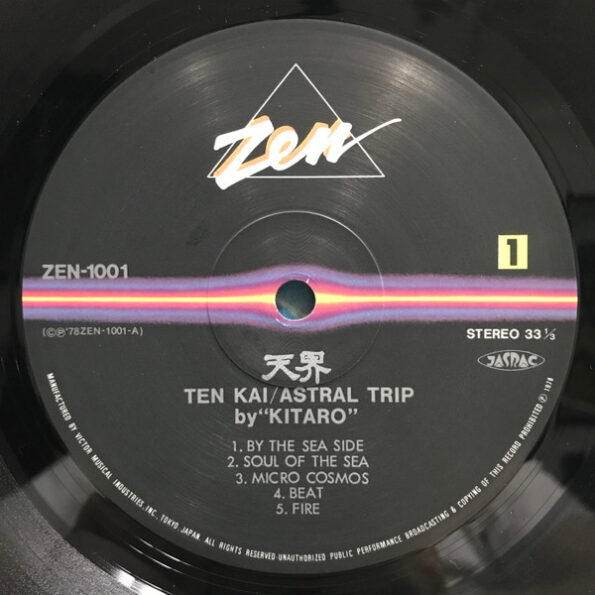 Zen
ZEN-1001
1
(©℗'78ZEN-1001-A)
STEREO 33 ⅓
JASRAC
天界
TEN KAI/ASTRAL TRIP
by"KITARO"
1. BY THE SEA SIDE
2. SOUL OF THE SEA
3. MICRO COSMOS
4. BEAT
5. FIRE
MANUFACTURED BY VICTOR MUSICAL INDUSTRIES, INC., TOKYO JAPAN ALL RIGHTS RESERVED-UNAUTHORIZED PUBLIC PERFORMANCE BROADCASTING & COPYING OF THIS RECORD PROHIBITED ℗ 1978